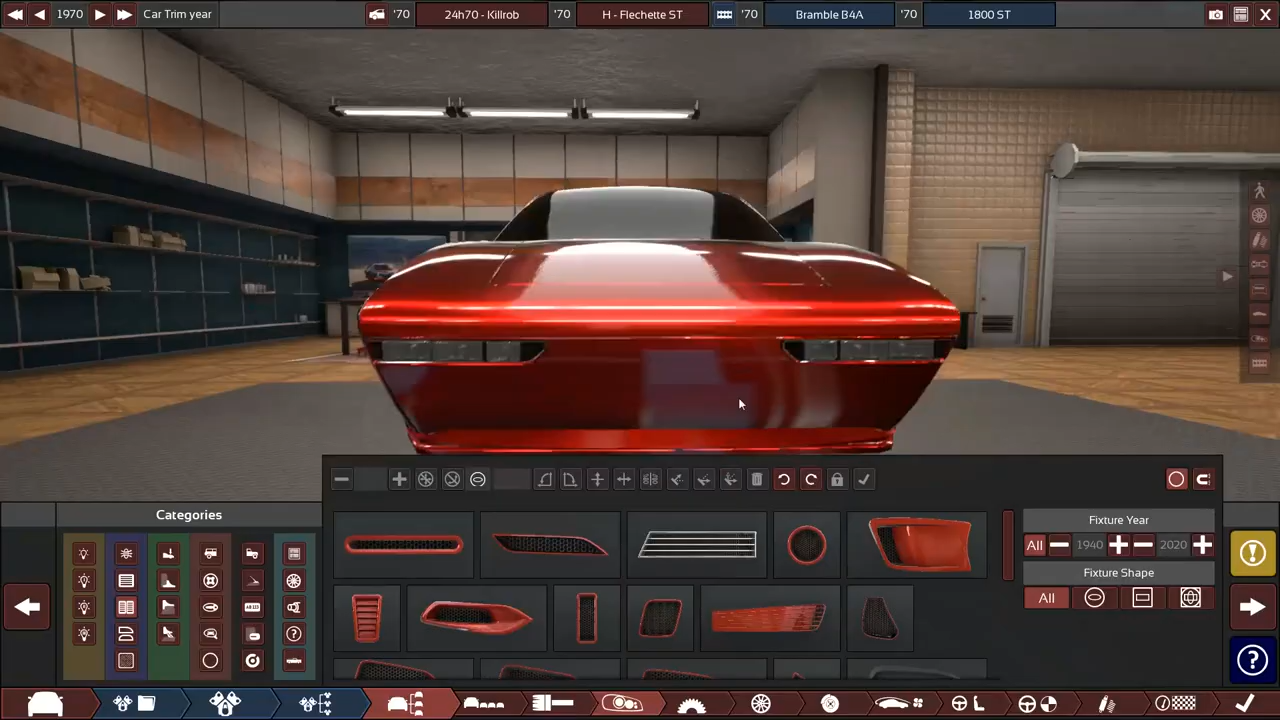 1970 Car Trim year '70 24h70 - Killrob '70 H - Flechette ST '70 Bramble B4A '70 1800 ST X
Categories
Fixture Year
All 1940 2020
Fixture Shape
All